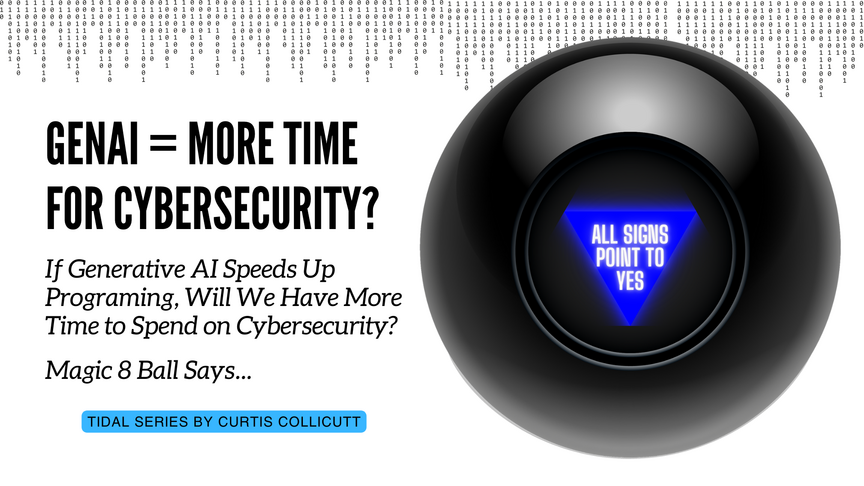 GENAI = MORE TIME
FOR CYBERSECURITY?
If Generative AI Speeds Up
Programing, Will We Have More
Time to Spend on Cybersecurity?
Magic 8 Ball Says...
TIDAL SERIES BY CURTIS COLLICUTT
ALL SIGNS
POINT TO
YES